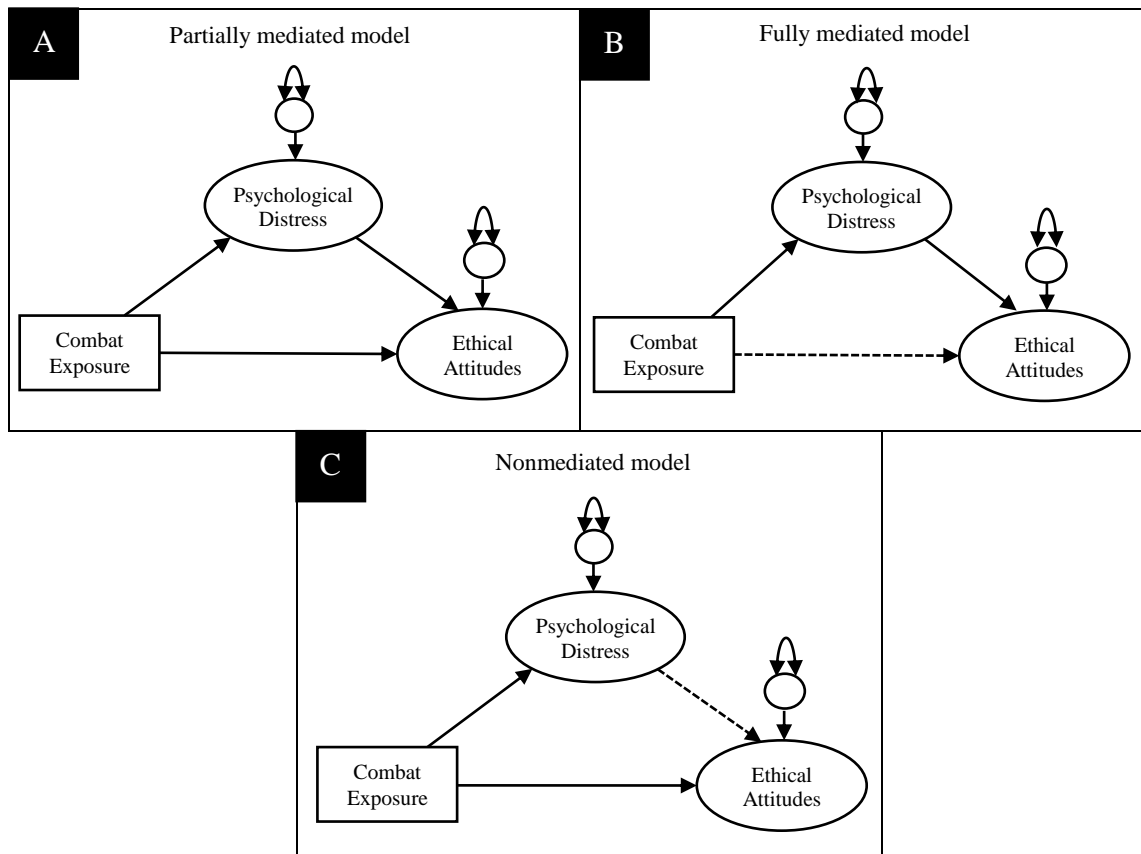 A
Partially mediated model
Psychological
Distress
Combat
Exposure
Ethical
Attitudes
B
Fully mediated model
Psychological
Distress
Combat
Exposure
Ethical
Attitudes
C
Nonmediated model
Psychological
Distress
Combat
Exposure
Ethical
Attitudes